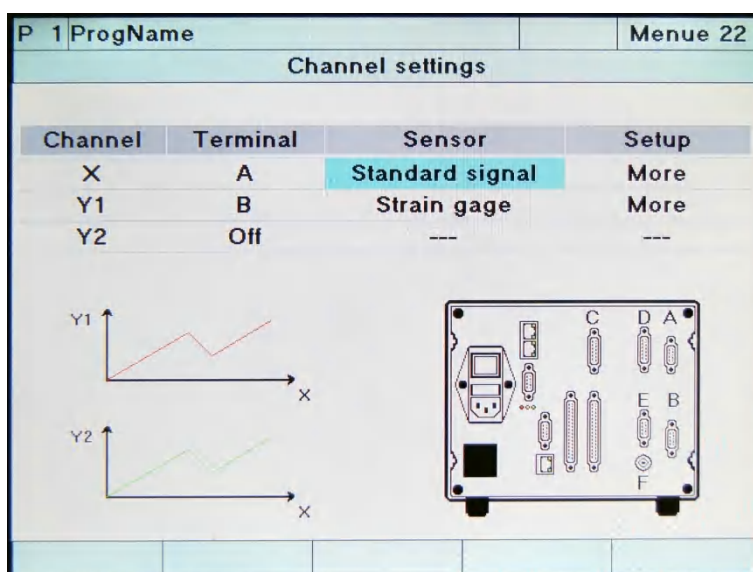 P 1 ProgName Menue 22
Channel settings
Channel Terminal Sensor Setup
X A Standard signal More
Y1 B Strain gage More
Y2 Off --- ---
Y1
X
Y2
X
C D A
E B
F